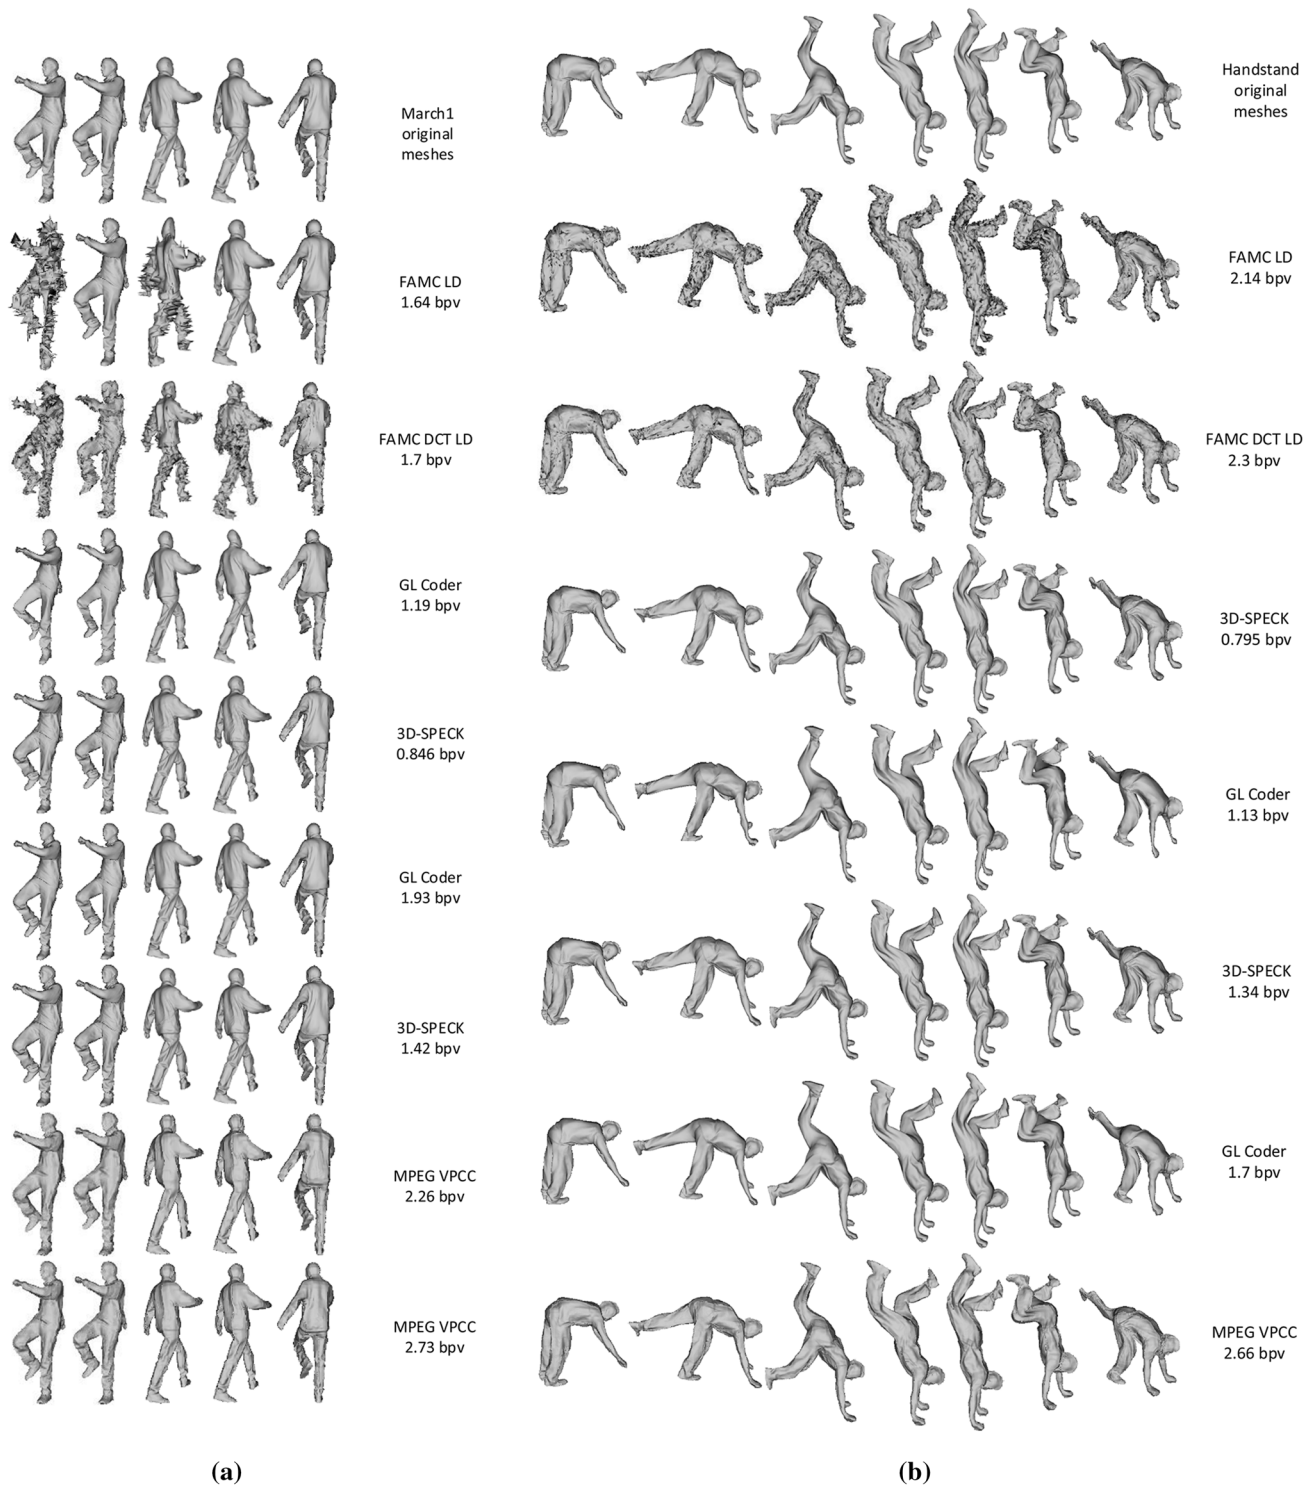 March1
original
meshes
FAMC LD
1.64 bpv
FAMC DCT LD
1.7 bpv
GL Coder
1.19 bpv
3D-SPECK
0.846 bpv
GL Coder
1.93 bpv
3D-SPECK
1.42 bpv
MPEG VPCC
2.26 bpv
MPEG VPCC
2.73 bpv
(a)
Handstand
original
meshes
FAMC LD
2.14 bpv
FAMC DCT LD
2.3 bpv
3D-SPECK
0.795 bpv
GL Coder
1.13 bpv
3D-SPECK
1.34 bpv
GL Coder
1.7 bpv
MPEG VPCC
2.66 bpv
(b)